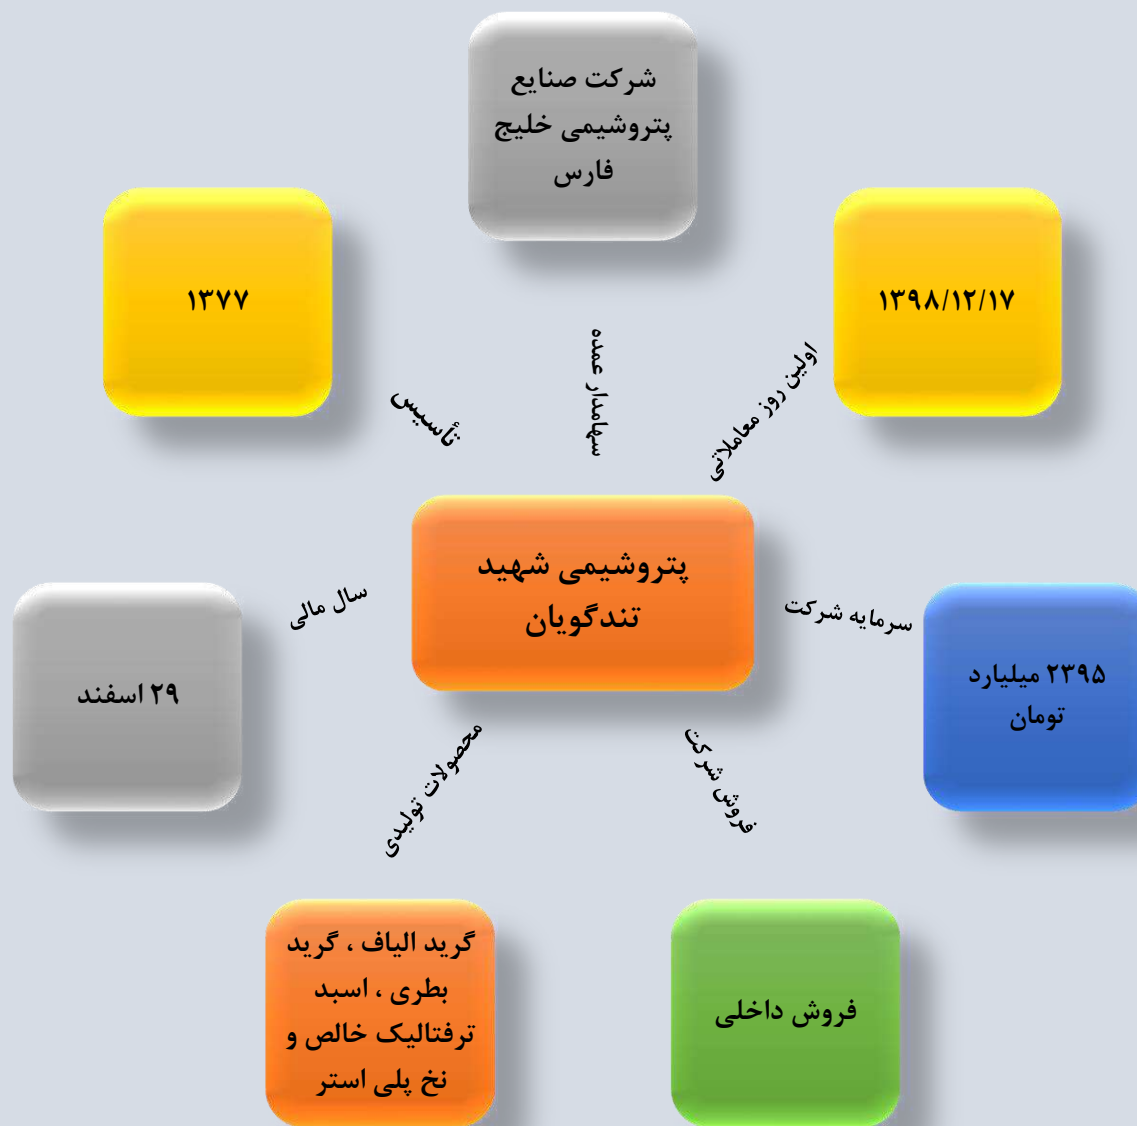 شرکت صنایع
پتروشیمی خلیج
فارس
۱۳۹۸/۱۲/۱۷
۱۳۷۷
سهامدار عمده
اولین روز معاملاتی
تأسیس
پتروشیمی شهید
تندگویان
سرمایه شرکت
۲۳۹۵ میلیارد
تومان
سال مالی
۲۹ اسفند
فروش شرکت
محصولات تولیدی
فروش داخلی
گرید الیاف ، گرید
بطری ، اسبد
ترفتالیک خالص و
نخ پلی استر